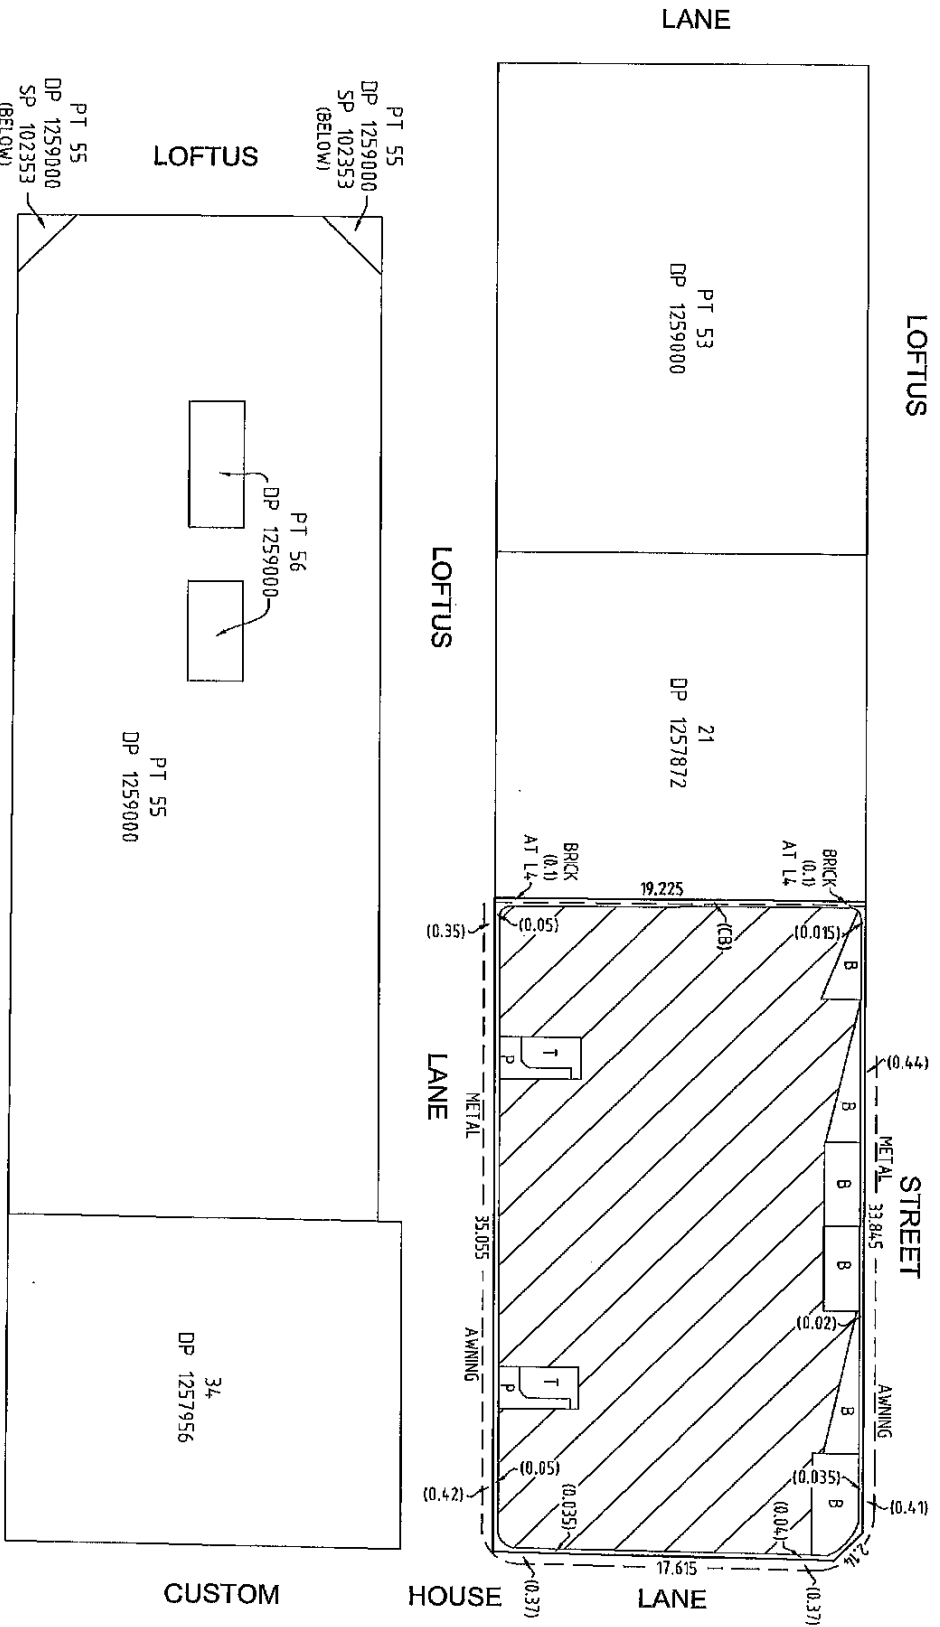 LANE
LOFTUS
PT 55
DP 1259000
SP 102353
(BELOW)
PT 55
DP 1259000
SP 102353
(BELOW)
PT 53
DP 1259000
LOFTUS
PT 56
DP 1259000
LOFTUS
21
DP 1257872
PT 55
DP 1259000
BRICK
(0.1)
AT L4
BRICK
(0.1)
AT L4
19.225
(CB)
(0.35)
(0.05)
(0.015)
B
(0.44)
T
P
B
LANE
METAL
METAL
STREET
B
35.055
33.845
B
(0.02)
AWNING
AWNING
T
P
B
34
DP 1257956
(0.42)
(0.05)
(0.035)
(0.035)
B
(0.41)
(0.04)
2.14
17.615
(0.37)
(0.37)
CUSTOM
HOUSE
LANE